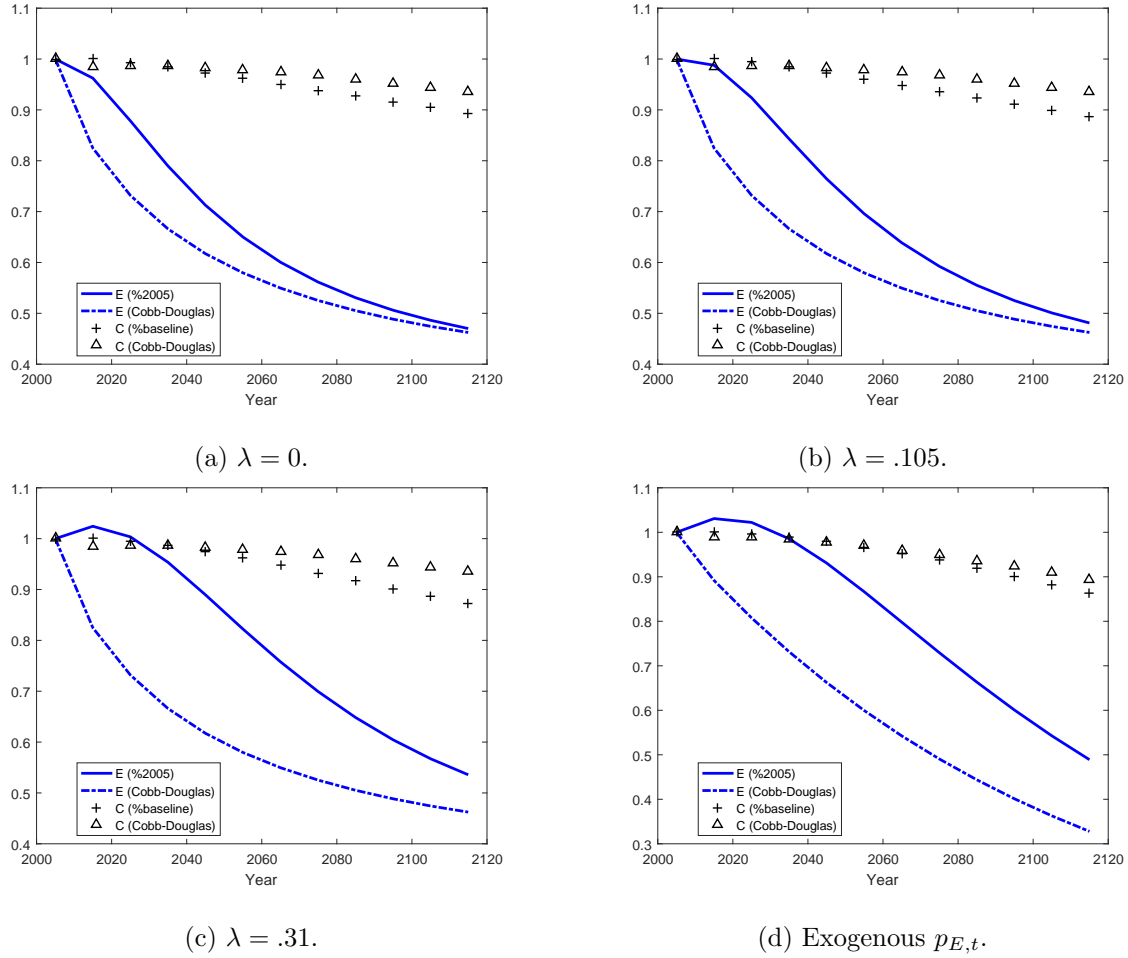 1.1
1
0.9
0.8
0.7
0.6
0.5
0.4
2000 2020 2040 2060 2080 2100 2120
Year
E (%2005)
E (Cobb-Douglas)
C (%baseline)
C (Cobb-Douglas)
(a) λ = 0.
1.1
1
0.9
0.8
0.7
0.6
0.5
0.4
2000 2020 2040 2060 2080 2100 2120
Year
E (%2005)
E (Cobb-Douglas)
C (%baseline)
C (Cobb-Douglas)
(b) λ = .105.
1.1
1
0.9
0.8
0.7
0.6
0.5
0.4
2000 2020 2040 2060 2080 2100 2120
Year
E (%2005)
E (Cobb-Douglas)
C (%baseline)
C (Cobb-Douglas)
(c) λ = .31.
1.1
1
0.9
0.8
0.7
0.6
0.5
0.4
0.3
2000 2020 2040 2060 2080 2100 2120
Year
E (%2005)
E (Cobb-Douglas)
C (%baseline)
C (Cobb-Douglas)
(d) Exogenous p_{E,t}.